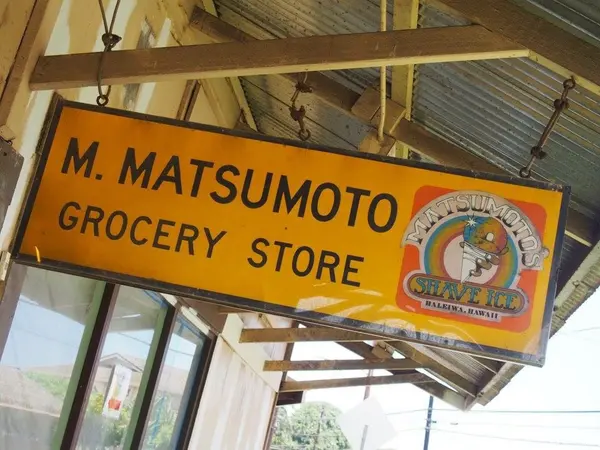 M. MATSUMOTO
GROCERY STORE
MATSUMOTO'S
SHAVE ICE
HALEIWA, HAWAII